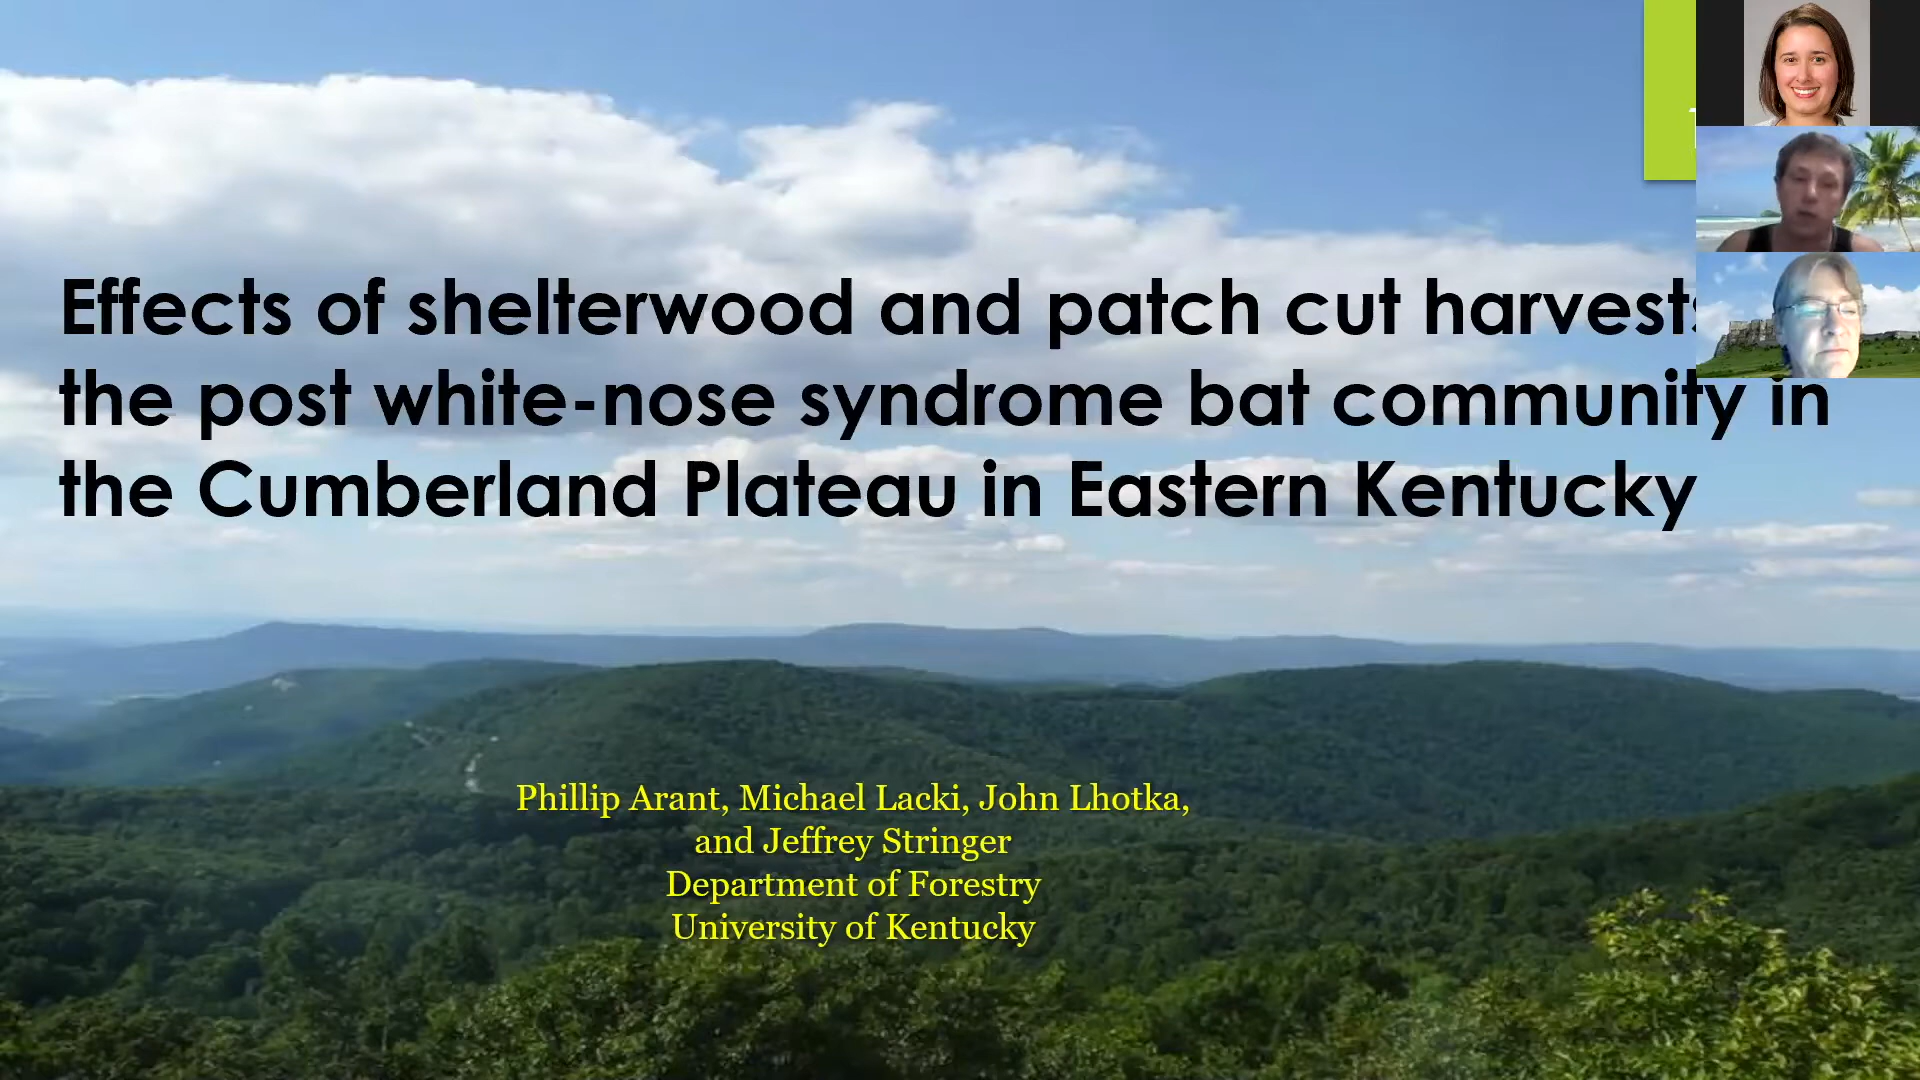 Effects of shelterwood and patch cut harvests
the post white-nose syndrome bat community in
the Cumberland Plateau in Eastern Kentucky
Phillip Arant, Michael Lacki, John Lhotka,
and Jeffrey Stringer
Department of Forestry
University of Kentucky